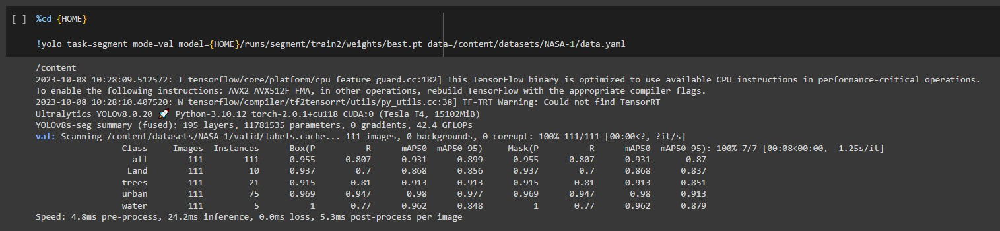 [ ] %cd {HOME}
!yolo task=segment mode=val model={HOME}/runs/segment/train2/weights/best.pt data=/content/datasets/NASA-1/data.yaml
/content
2023-10-08 10:28:09.512572: I tensorflow/core/platform/cpu_feature_guard.cc:182] This TensorFlow binary is optimized to use available CPU instructions in performance-critical operations.
To enable the following instructions: AVX2 AVX512F FMA, in other operations, rebuild TensorFlow with the appropriate compiler flags.
2023-10-08 10:28:10.407520: W tensorflow/compiler/tf2tensorrt/utils/py_utils.cc:38] TF-TRT Warning: Could not find TensorRT
Ultralytics YOLOv8.0.20 🚀 Python-3.10.12 torch-2.0.1+cu118 CUDA:0 (Tesla T4, 15102MiB)
YOLOv8s-seg summary (fused): 195 layers, 11781535 parameters, 0 gradients, 42.4 GFLOPs
val: Scanning /content/datasets/NASA-1/valid/labels.cache... 111 images, 0 backgrounds, 0 corrupt: 100% 111/111 [00:00<?, ?it/s]
Class Images Instances Box(P R mAP50 mAP50-95) Mask(P R mAP50 mAP50-95): 100% 7/7 [00:08<00:00, 1.25s/it]
all 111 111 0.955 0.807 0.931 0.899 0.955 0.807 0.931 0.87
Land 111 10 0.937 0.7 0.868 0.856 0.937 0.7 0.868 0.837
trees 111 21 0.915 0.81 0.913 0.913 0.915 0.81 0.913 0.851
urban 111 75 0.969 0.947 0.98 0.977 0.969 0.947 0.98 0.913
water 111 5 1 0.77 0.962 0.848 1 0.77 0.962 0.879
Speed: 4.8ms pre-process, 24.2ms inference, 0.0ms loss, 5.3ms post-process per image